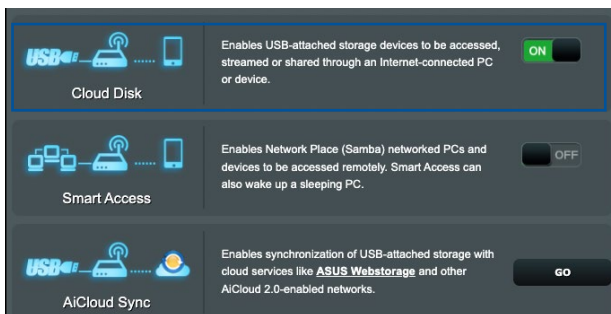 USB
Enables USB-attached storage devices to be accessed,
streamed or shared through an Internet-connected PC
or device.
ON
Cloud Disk
Enables Network Place (Samba) networked PCs and
devices to be accessed remotely. Smart Access can
also wake up a sleeping PC.
OFF
Smart Access
USB
Enables synchronization of USB-attached storage with
cloud services like ASUS Webstorage and other
AiCloud 2.0-enabled networks.
GO
AiCloud Sync